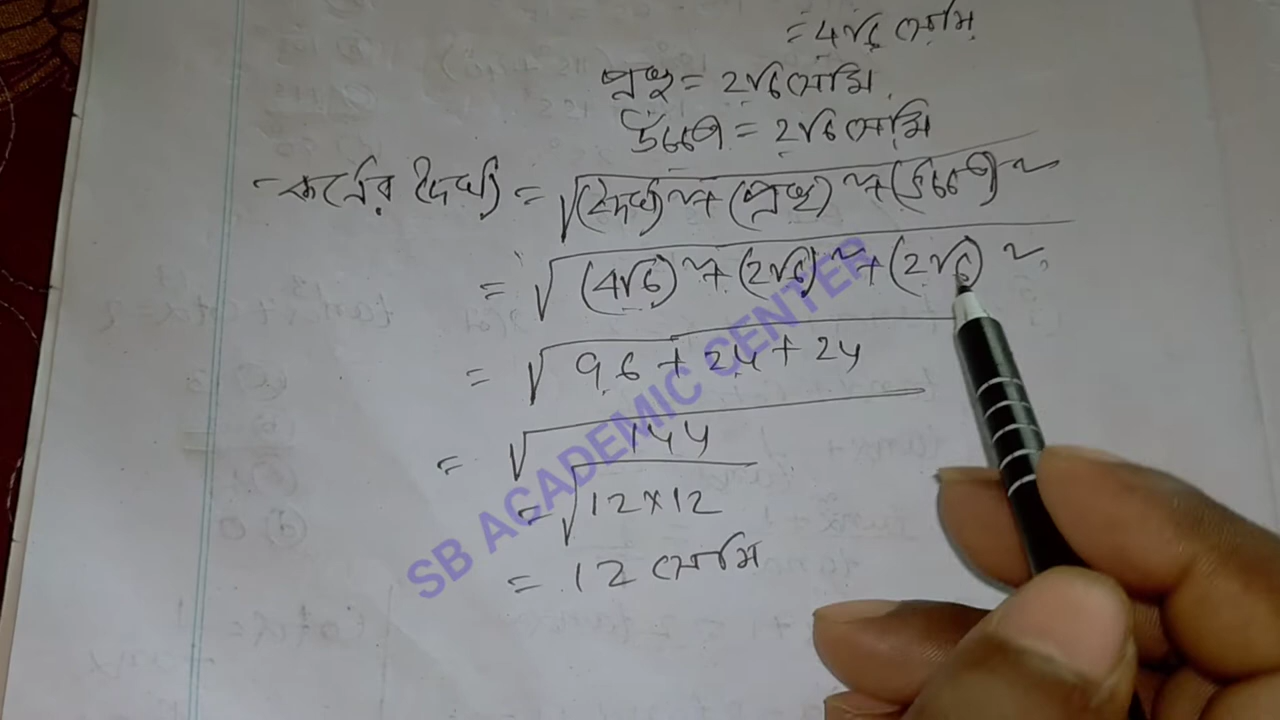 = 4√6 সেমি
প্রস্থ = 2√6 সেমি
উচ্চতা = 2√6 সেমি
কর্ণের দৈর্ঘ্য = √(দৈর্ঘ্য)² + (প্রস্থ)² + (উচ্চতা)²
= √(4√6)² + (2√6)² + (2√6)²
= √96 + 24 + 24
= √144
= √12×12
= 12 সেমি
SB ACADEMIC CENTER